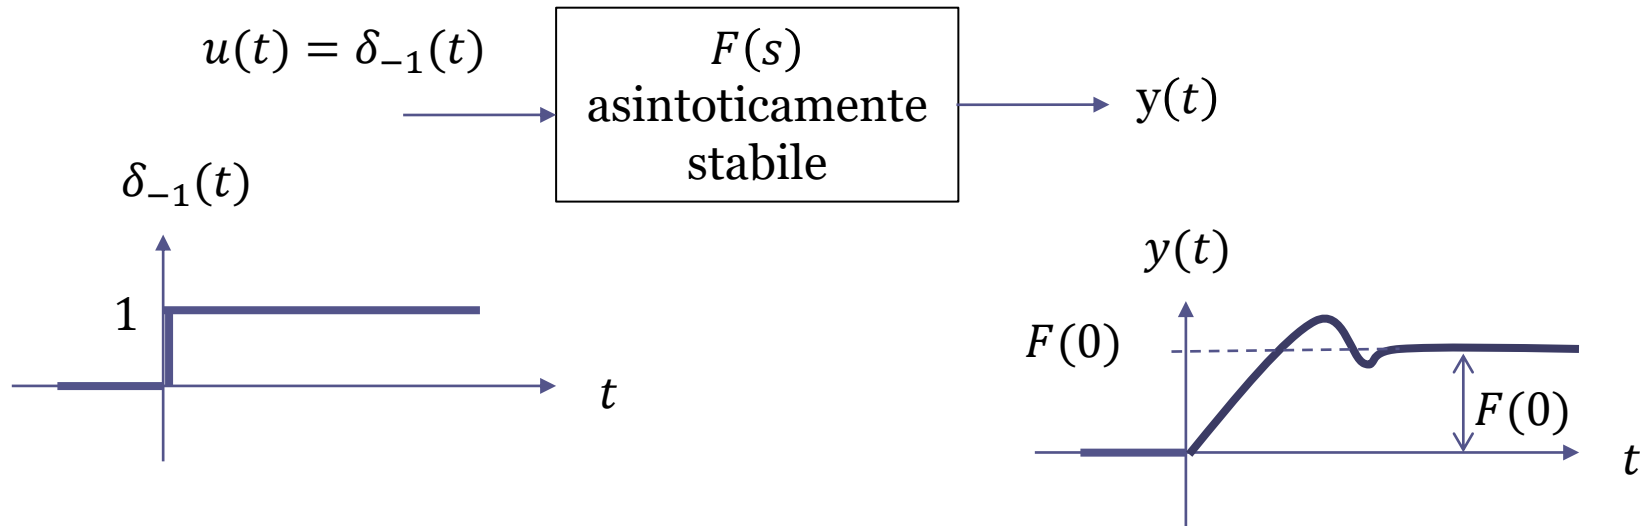 u(t) = δ₋₁(t)
F(s)
asintoticamente
stabile
y(t)
δ₋₁(t)
1
t
y(t)
F(0)
F(0)
t